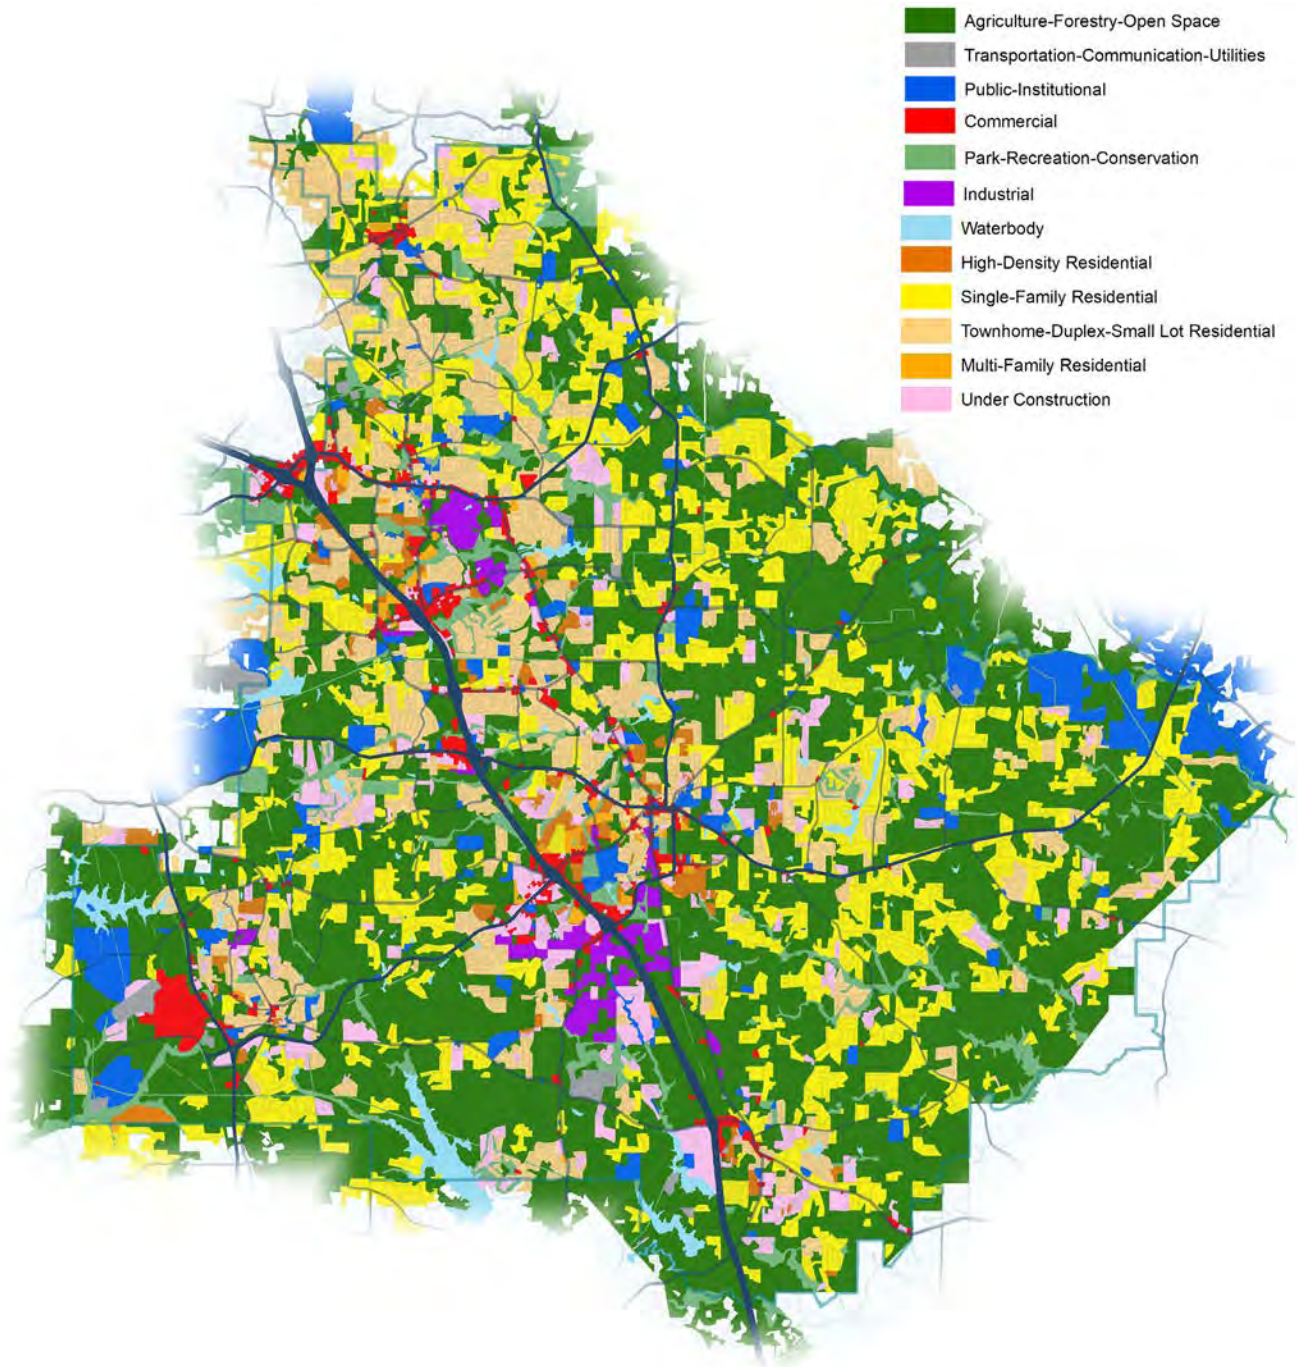 Agriculture-Forestry-Open Space
Transportation-Communication-Utilities
Public-Institutional
Commercial
Park-Recreation-Conservation
Industrial
Waterbody
High-Density Residential
Single-Family Residential
Townhome-Duplex-Small Lot Residential
Multi-Family Residential
Under Construction